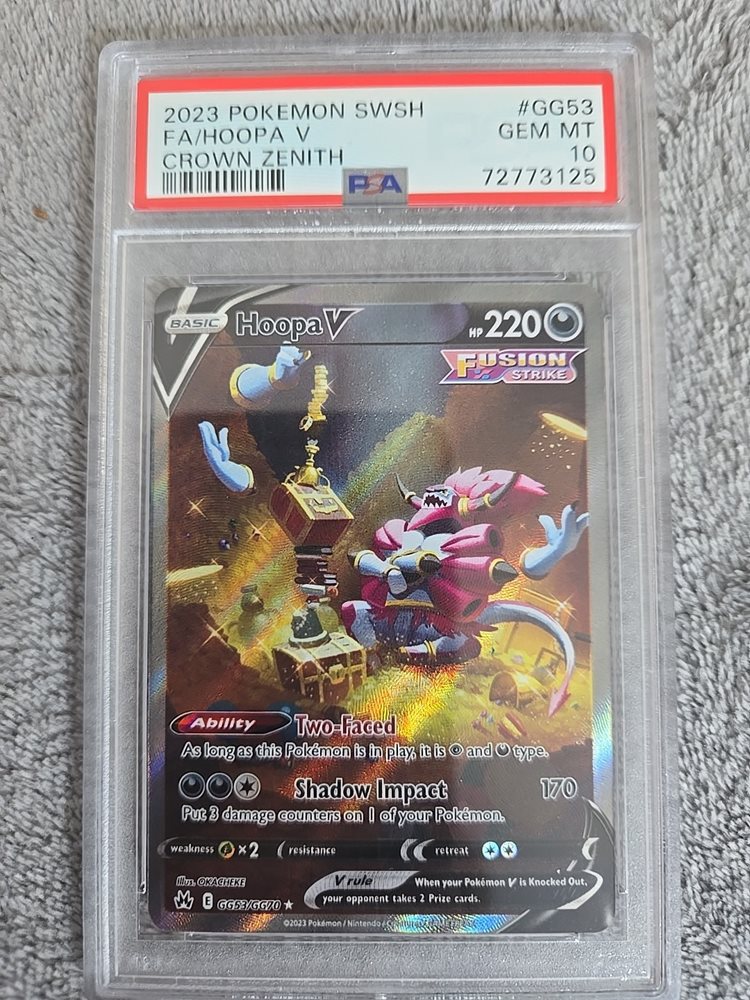 2023 POKEMON SWSH #GG53
FA/HOOPA V GEM MT
CROWN ZENITH 10
PSA 72773125
BASIC Hoopa V HP 220
FUSION
STRIKE
Ability Two-Faced
As long as this Pokémon is in play, it is and type.
Shadow Impact 170
Put 3 damage counters on 1 of your Pokémon.
weakness ×2 resistance retreat
Illus. OKACHEKE
V rule When your Pokémon V is Knocked Out,
your opponent takes 2 Prize cards.
E GG53/GG70
©2023 Pokémon / Nintendo /